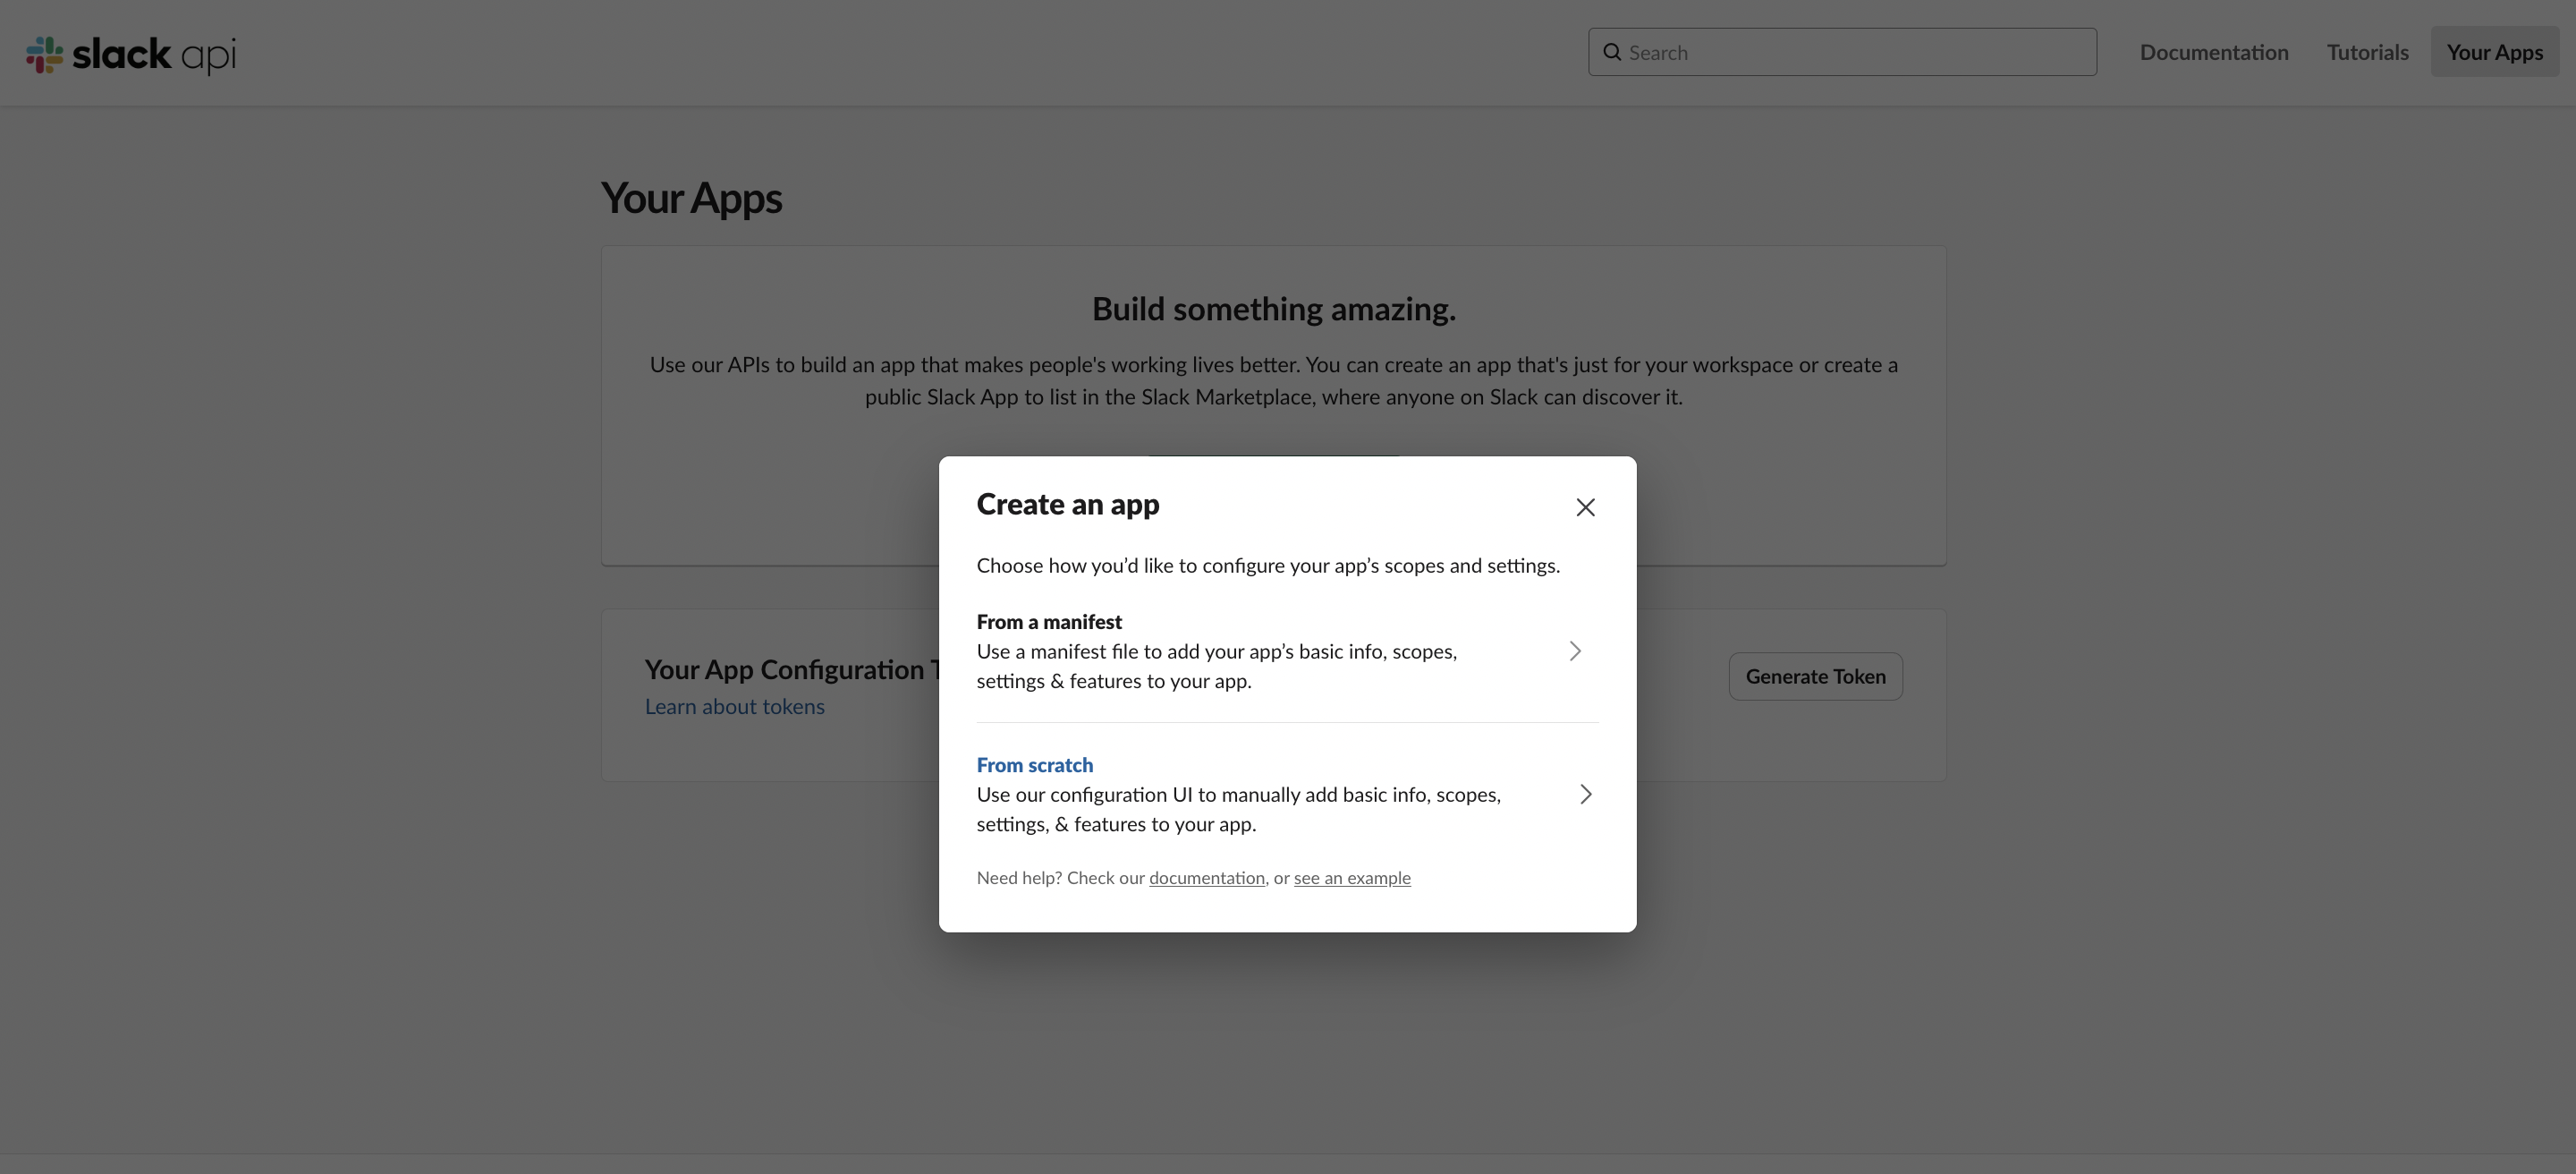 slack api
Search
Documentation
Tutorials
Your Apps
Your Apps
Build something amazing.
Use our APIs to build an app that makes people's working lives better. You can create an app that's just for your workspace or create a
public Slack App to list in the Slack Marketplace, where anyone on Slack can discover it.
Create an app
Choose how you’d like to configure your app’s scopes and settings.
From a manifest
Use a manifest file to add your app’s basic info, scopes,
settings & features to your app.
From scratch
Use our configuration UI to manually add basic info, scopes,
settings, & features to your app.
Need help? Check our documentation, or see an example
Your App Configuration
Learn about tokens
Generate Token